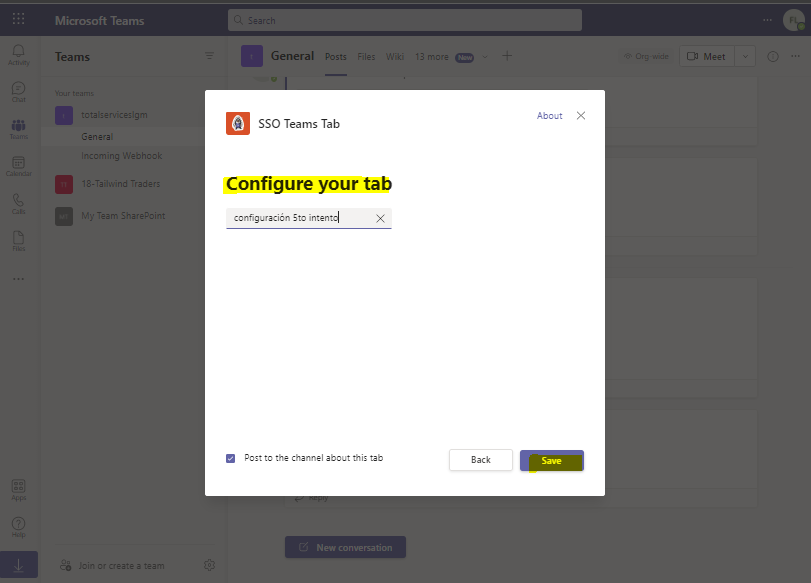 Microsoft Teams
Search
FL
Activity
Chat
Teams
Calendar
Calls
Files
Apps
Help
Teams
Your teams
totalservicesigm
General
Incoming Webhook
18-Tailwind Traders
My Team SharePoint
Join or create a team
General
Posts
Files
Wiki
13 more
New
Org-wide
Meet
SSO Teams Tab
About
Configure your tab
configuración 5to intento
Post to the channel about this tab
Back
Save
Reply
New conversation